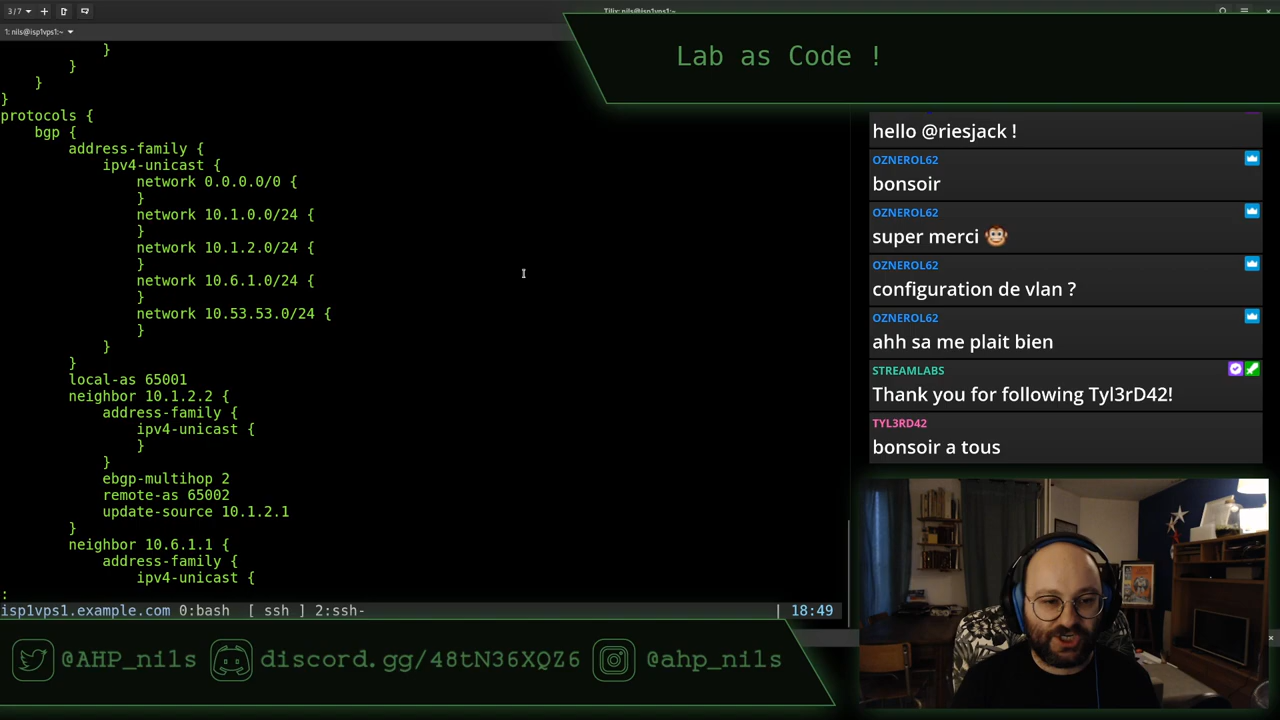 3/7
Tilix: nils@isp1vps1:~
1: nils@isp1vps1:~
Lab as Code !
}
}
}
}
protocols {
bgp {
address-family {
ipv4-unicast {
network 0.0.0.0/0 {
}
network 10.1.0.0/24 {
}
network 10.1.2.0/24 {
}
network 10.6.1.0/24 {
}
network 10.53.53.0/24 {
}
}
}
local-as 65001
neighbor 10.1.2.2 {
address-family {
ipv4-unicast {
}
}
ebgp-multihop 2
remote-as 65002
update-source 10.1.2.1
}
neighbor 10.6.1.1 {
address-family {
ipv4-unicast {
:
isp1vps1.example.com 0:bash [ ssh ] 2:ssh- | 18:49
hello @riesjack !
OZNEROL62
bonsoir
OZNEROL62
super merci 🐵
OZNEROL62
configuration de vlan ?
OZNEROL62
ahh sa me plait bien
STREAMLABS
Thank you for following Tyl3rD42!
TYL3RD42
bonsoir a tous
@AHP_nils discord.gg/48tN36XQZ6 @ahp_nils